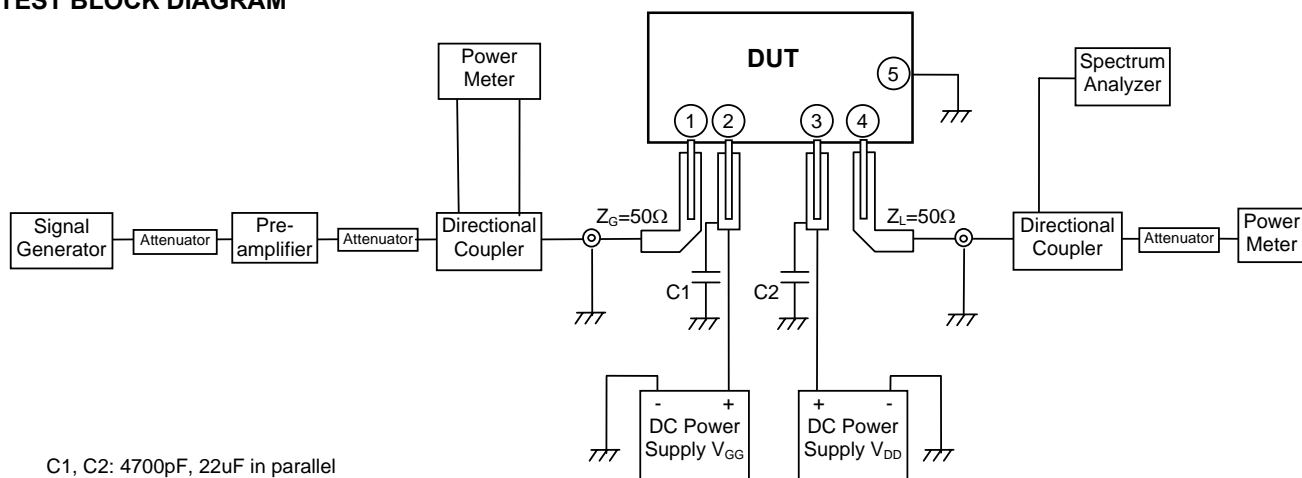 TEST BLOCK DIAGRAM
Power
Meter
DUT
5
Spectrum
Analyzer
1
2
3
4
Signal
Generator
Attenuator
Pre-
amplifier
Attenuator
Directional
Coupler
ZG=50Ω
ZL=50Ω
Directional
Coupler
Attenuator
Power
Meter
C1
C2
- +
DC Power
Supply VGG
+ -
DC Power
Supply VDD
C1, C2: 4700pF, 22uF in parallel